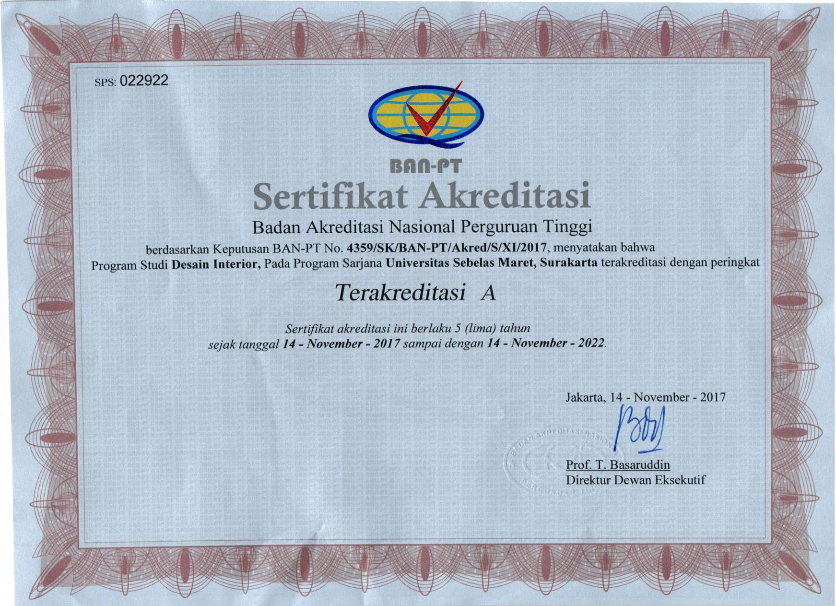 SPS: 022922
BAN-PT
Sertifikat Akreditasi
Badan Akreditasi Nasional Perguruan Tinggi
berdasarkan Keputusan BAN-PT No. 4359/SK/BAN-PT/Akred/S/XI/2017, menyatakan bahwa
Program Studi Desain Interior, Pada Program Sarjana Universitas Sebelas Maret, Surakarta terakreditasi dengan peringkat
Terakreditasi A
Sertifikat akreditasi ini berlaku 5 (lima) tahun
sejak tanggal 14 - November - 2017 sampai dengan 14 - November - 2022.
Jakarta, 14 - November - 2017
Prof. T. Basaruddin
Direktur Dewan Eksekutif